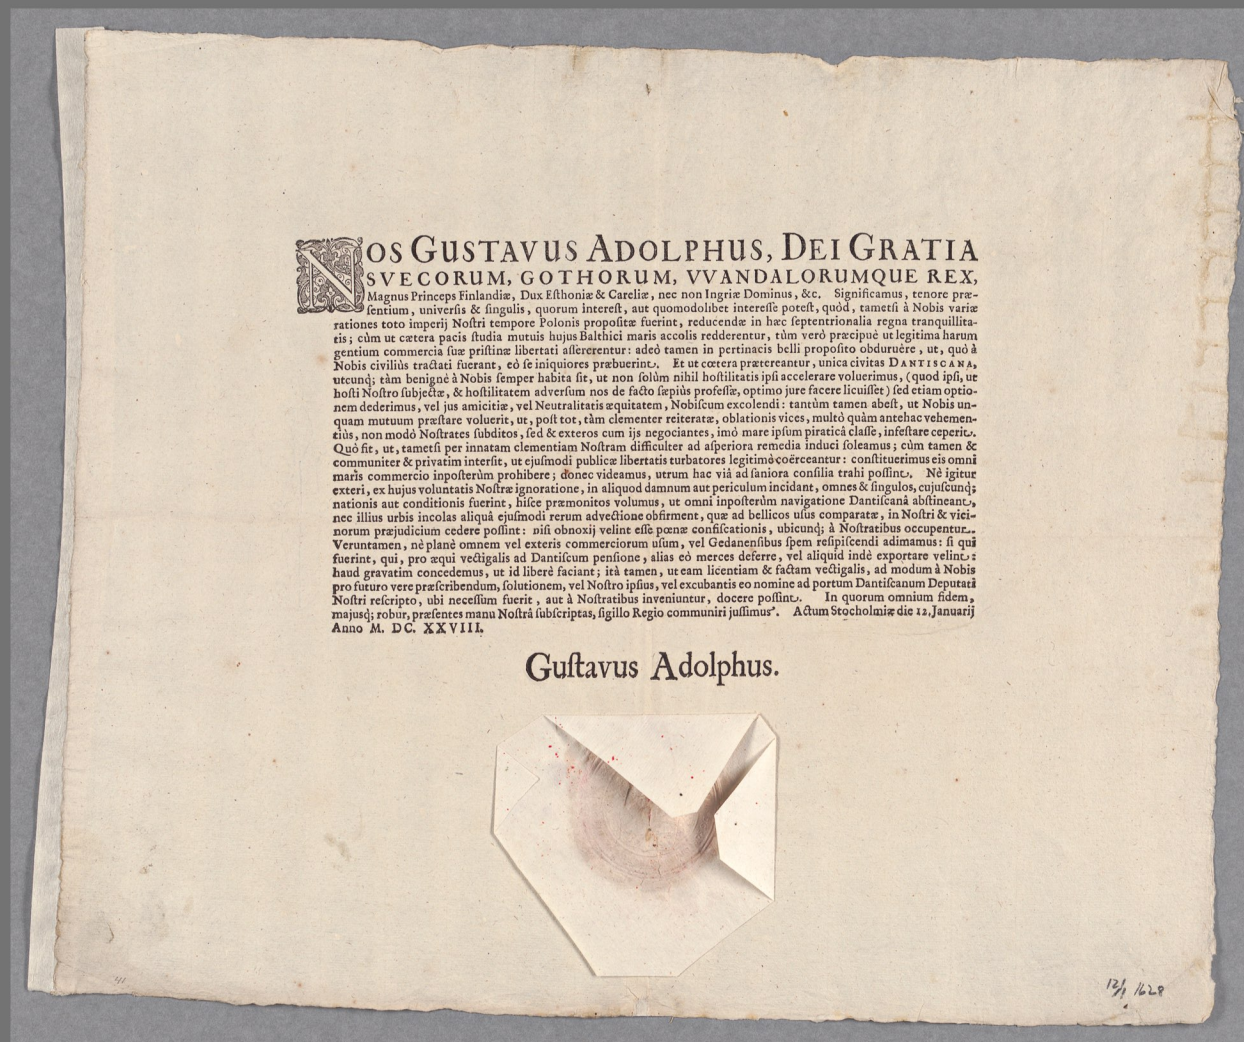 NOS GUSTAVUS ADOLPHUS, DEI GRATIA
SVECORUM, GOTHORUM, VVANDALORUMQUE REX,
Magnus Princeps Finlandiæ, Dux Eſthoniæ & Careliæ, nec non Ingriæ Dominus, &c. Significamus, tenore præ-
ſentium, univerſis & ſingulis, quorum intereſt, aut quomodolibet intereſſe poteſt, quòd, tametſi à Nobis variæ
rationes toto imperij Noſtri tempore Polonis propoſitæ fuerint, reducendæ in hæc ſeptentrionalia regna tranquillita-
tis; cùm ut cætera pacis ſtudia mutuis hujus Balthici maris accolis redderentur, tùm verò præcipuè ut legitima harum
gentium commercia ſuæ priſtinæ libertati aſſererentur: adeò tamen in pertinacis belli propoſito obduruêre, ut, quò à
Nobis civiliùs tractati fuerant, eò ſe iniquiores præbuerint. Et ut cœtera prætereantur, unica civitas DANTISCANA,
utcunq; tàm benignè à Nobis ſemper habita ſit, ut non ſolùm nihil hoſtilitatis ipſi accelerare voluerimus, (quod ipſi, ut
hoſti Noſtro ſubjectæ, & hoſtilitatem adverſum nos de facto ſæpiùs profeſſæ, optimo jure facere licuiſſet) ſed etiam optio-
nem dederimus, vel jus amicitiæ, vel Neutralitatis æquitatem, Nobiſcum excolendi: tantùm tamen abeſt, ut Nobis un-
quam mutuum præſtare voluerit, ut, poſt tot, tàm clementer reiteratæ, oblationis vices, multò quàm antehac vehemen-
tiùs, non modò Noſtrates ſubditos, ſed & exteros cum ijs negociantes, imò mare ipſum piraticâ claſſe, infeſtare ceperit.
Quò fit, ut, tametſi per innatam clementiam Noſtram difficulter ad aſperiora remedia induci ſoleamus; cùm tamen &
communiter & privatim interſit, ut ejuſmodi publicæ libertatis turbatores legitimò coërceantur: conſtituerimus eis omni
maris commercio inpoſterùm prohibere; donec videamus, utrum hac viâ ad ſaniora conſilia trahi poſſint. Nè igitur
exteri, ex hujus voluntatis Noſtræ ignoratione, in aliquod damnum aut periculum incidant, omnes & ſingulos, cujuſcunq;
nationis aut conditionis fuerint, hiſce præmonitos volumus, ut omni inpoſterùm navigatione Dantiſcanâ abſtineant,
nec illius urbis incolas aliquâ ejuſmodi rerum advectione obfirment, quæ ad bellicos uſus comparatæ, in Noſtri & vici-
norum præjudicium cedere poſſint: niſi obnoxij velint eſſe pœnæ confiſcationis, ubicunq; à Noſtratibus occupentur.
Veruntamen, nè planè omnem vel exteris commerciorum uſum, vel Gedanenſibus ſpem reſipiſcendi adimamus: ſi qui
fuerint, qui, pro æqui vectigalis ad Dantiſcum penſione, alias eò merces deferre, vel aliquid indè exportare velint:
haud gravatim concedemus, ut id liberè faciant; ità tamen, ut eam licentiam & factam vectigalis, ad modum à Nobis
pro futuro vere præſcribendum, ſolutionem, vel Noſtro ipſius, vel excubantis eo nomine ad portum Dantiſcanum Deputati
Noſtri reſcripto, ubi neceſſum fuerit, aut à Noſtratibus inveniuntur, docere poſſint. In quorum omnium fidem,
majusq; robur, præſentes manu Noſtrâ ſubſcriptas, ſigillo Regio communiri juſſimus. Actum Stocholmiæ die 12. Januarij
Anno M. DC. XXVIII.
Guſtavus Adolphus.
41
12/1 1628